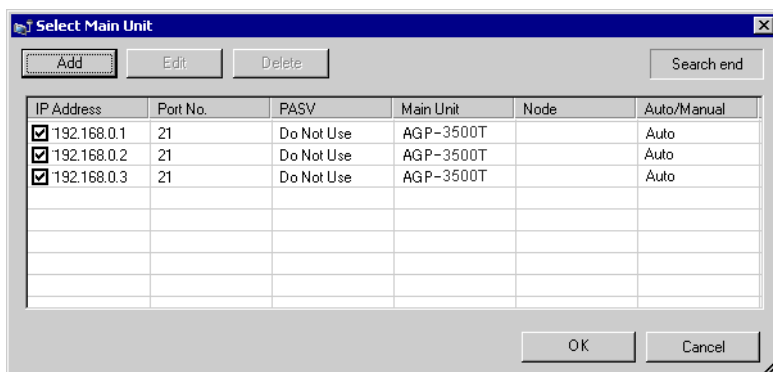 Select Main Unit
Add Edit Delete Search end
IP Address Port No. PASV Main Unit Node Auto/Manual
192.168.0.1 21 Do Not Use AGP-3500T Auto
192.168.0.2 21 Do Not Use AGP-3500T Auto
192.168.0.3 21 Do Not Use AGP-3500T Auto
OK Cancel